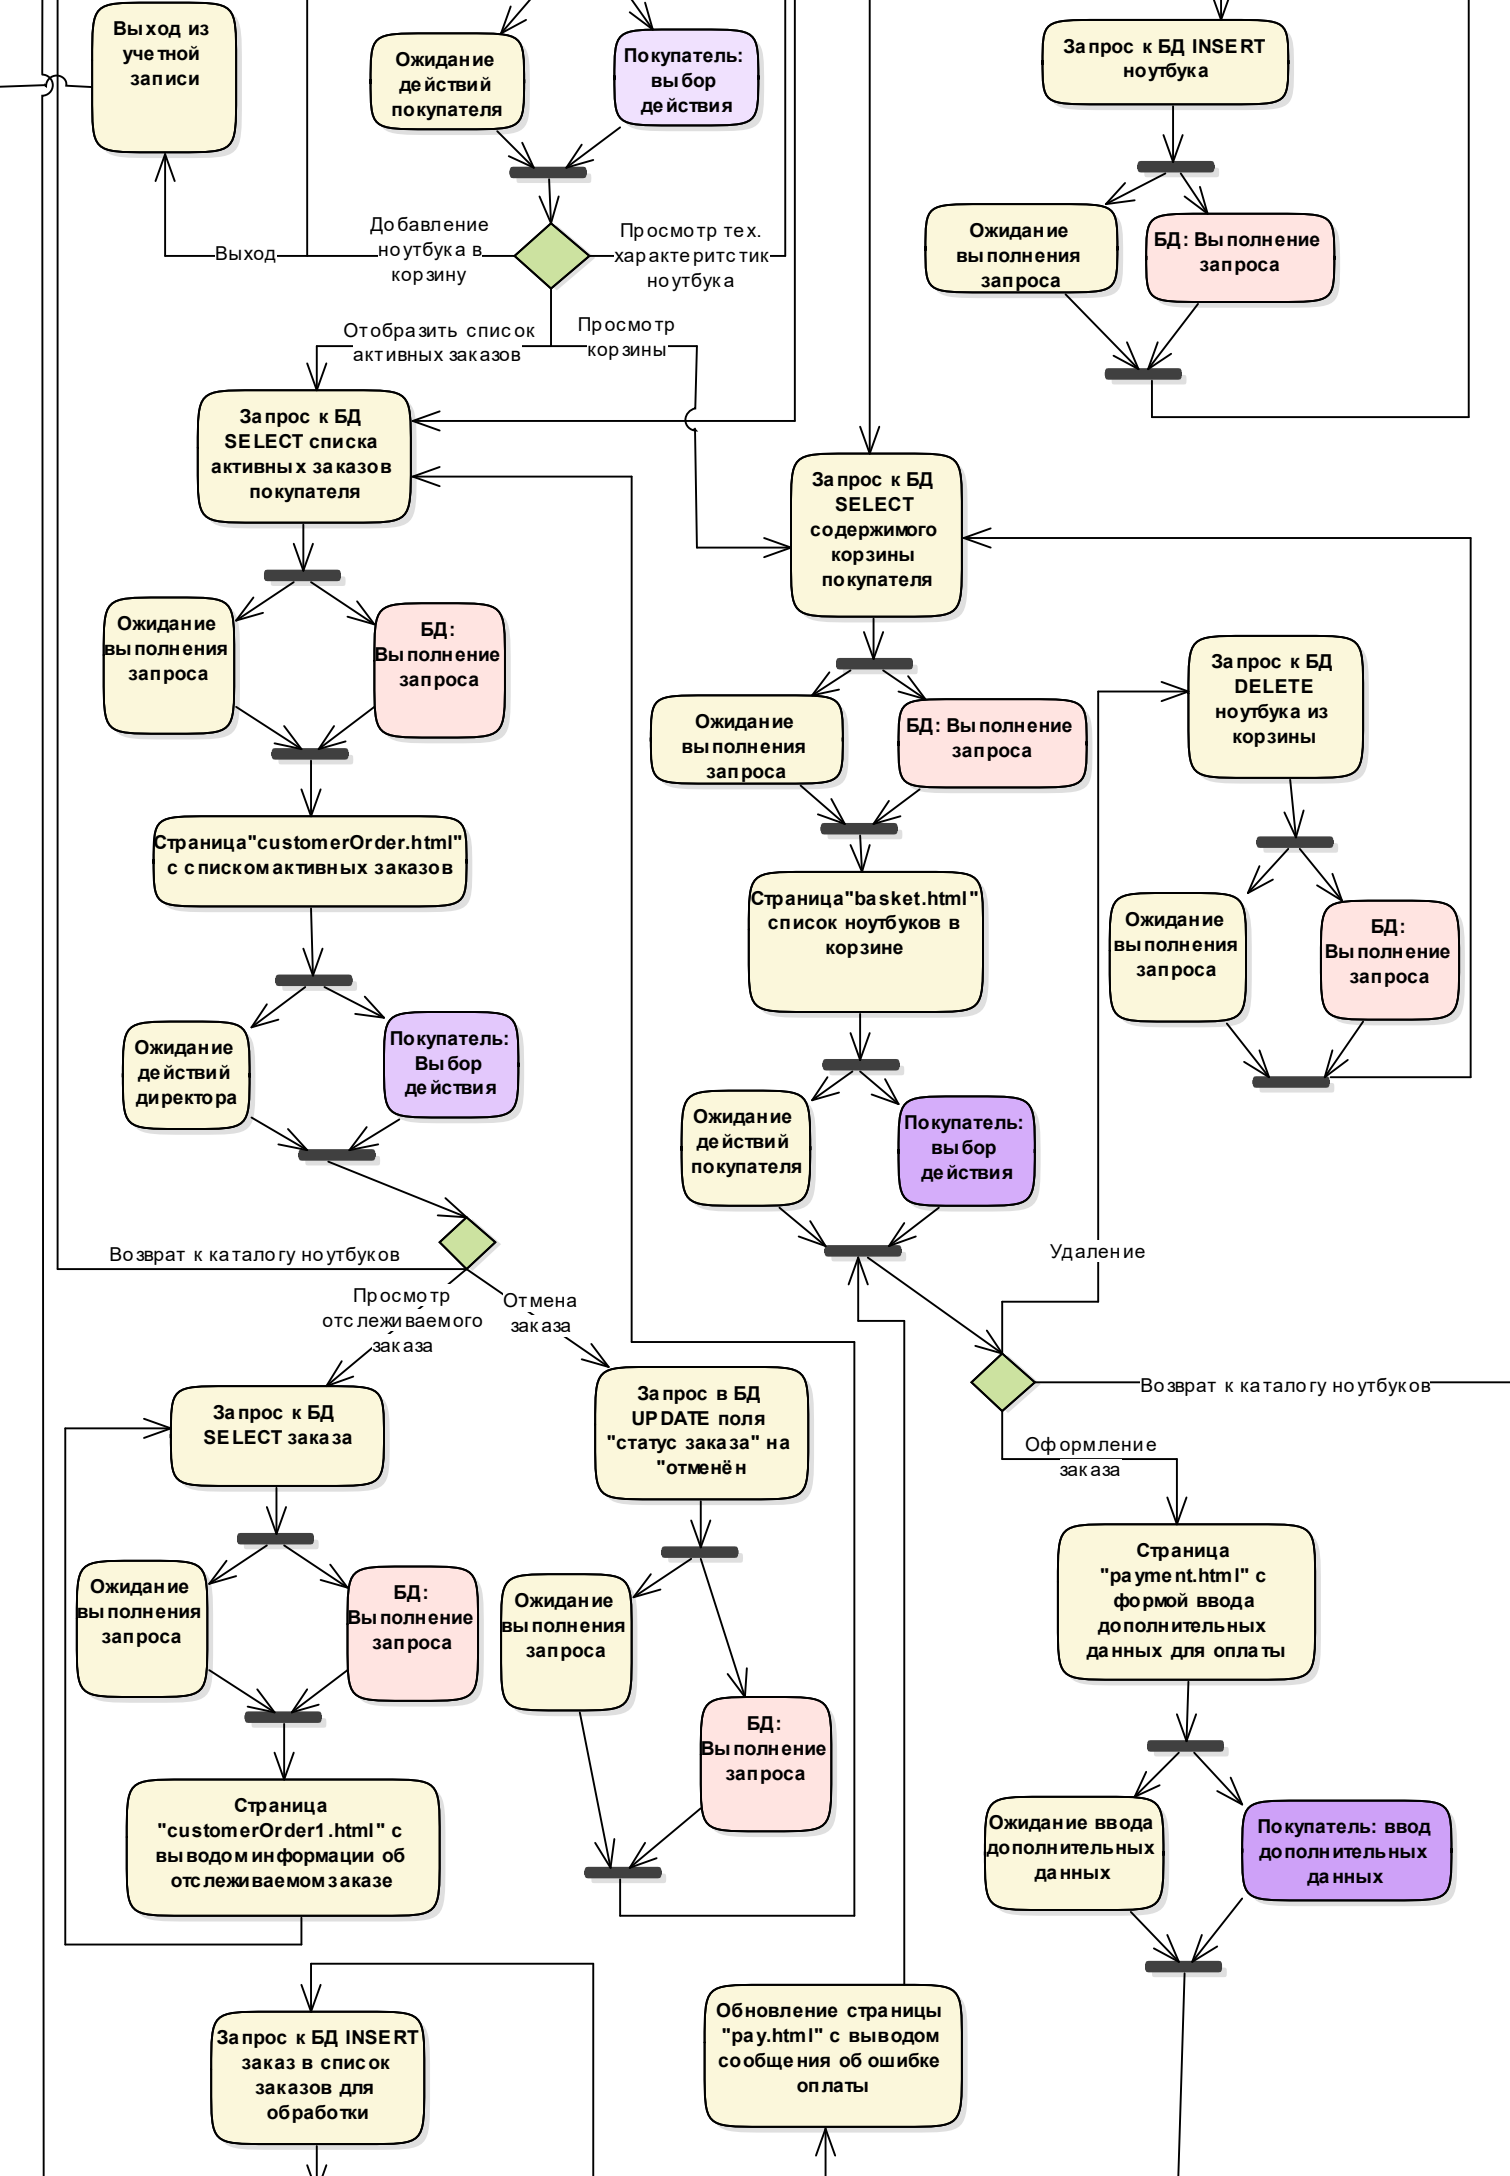 Выход из
учетной
записи
Ожидание
действий
покупателя
Покупатель:
выбор
действия
Запрос к БД INSERT
ноутбука
Ожидание
выполнения
запроса
БД: Выполнение
запроса
Выход
Добавление
ноутбука в
корзину
Просмотр тех.
характеритстик
ноутбука
Отобразить список
активных заказов
Просмотр
корзины
Запрос к БД
SELECT списка
активных заказов
покупателя
Запрос к БД
SELECT
содержимого
корзины
покупателя
Ожидание
выполнения
запроса
БД:
Выполнение
запроса
Ожидание
выполнения
запроса
БД: Выполнение
запроса
Запрос к БД
DELETE
ноутбука из
корзины
Страница"customerOrder.html"
с списком активных заказов
Страница"basket.html"
список ноутбуков в
корзине
Ожидание
выполнения
запроса
БД:
Выполнение
запроса
Ожидание
действий
директора
Покупатель:
Выбор
действия
Ожидание
действий
покупателя
Покупатель:
выбор
действия
Возврат к каталогу ноутбуков
Удаление
Просмотр
отслеживаемого
заказа
Отмена
заказа
Возврат к каталогу ноутбуков
Оформление
заказа
Запрос к БД
SELECT заказа
Запрос в БД
UPDATE поля
"статус заказа" на
"отменён
Ожидание
выполнения
запроса
БД:
Выполнение
запроса
Ожидание
выполнения
запроса
БД:
Выполнение
запроса
Страница
"payment.html" с
формой ввода
дополнительных
данных для оплаты
Страница
"customerOrder1.html" с
выводом информации об
отслеживаемом заказе
Ожидание ввода
дополнительных
данных
Покупатель: ввод
дополнительных
данных
Запрос к БД INSERT
заказ в список
заказов для
обработки
Обновление страницы
"pay.html" с выводом
сообщения об ошибке
оплаты